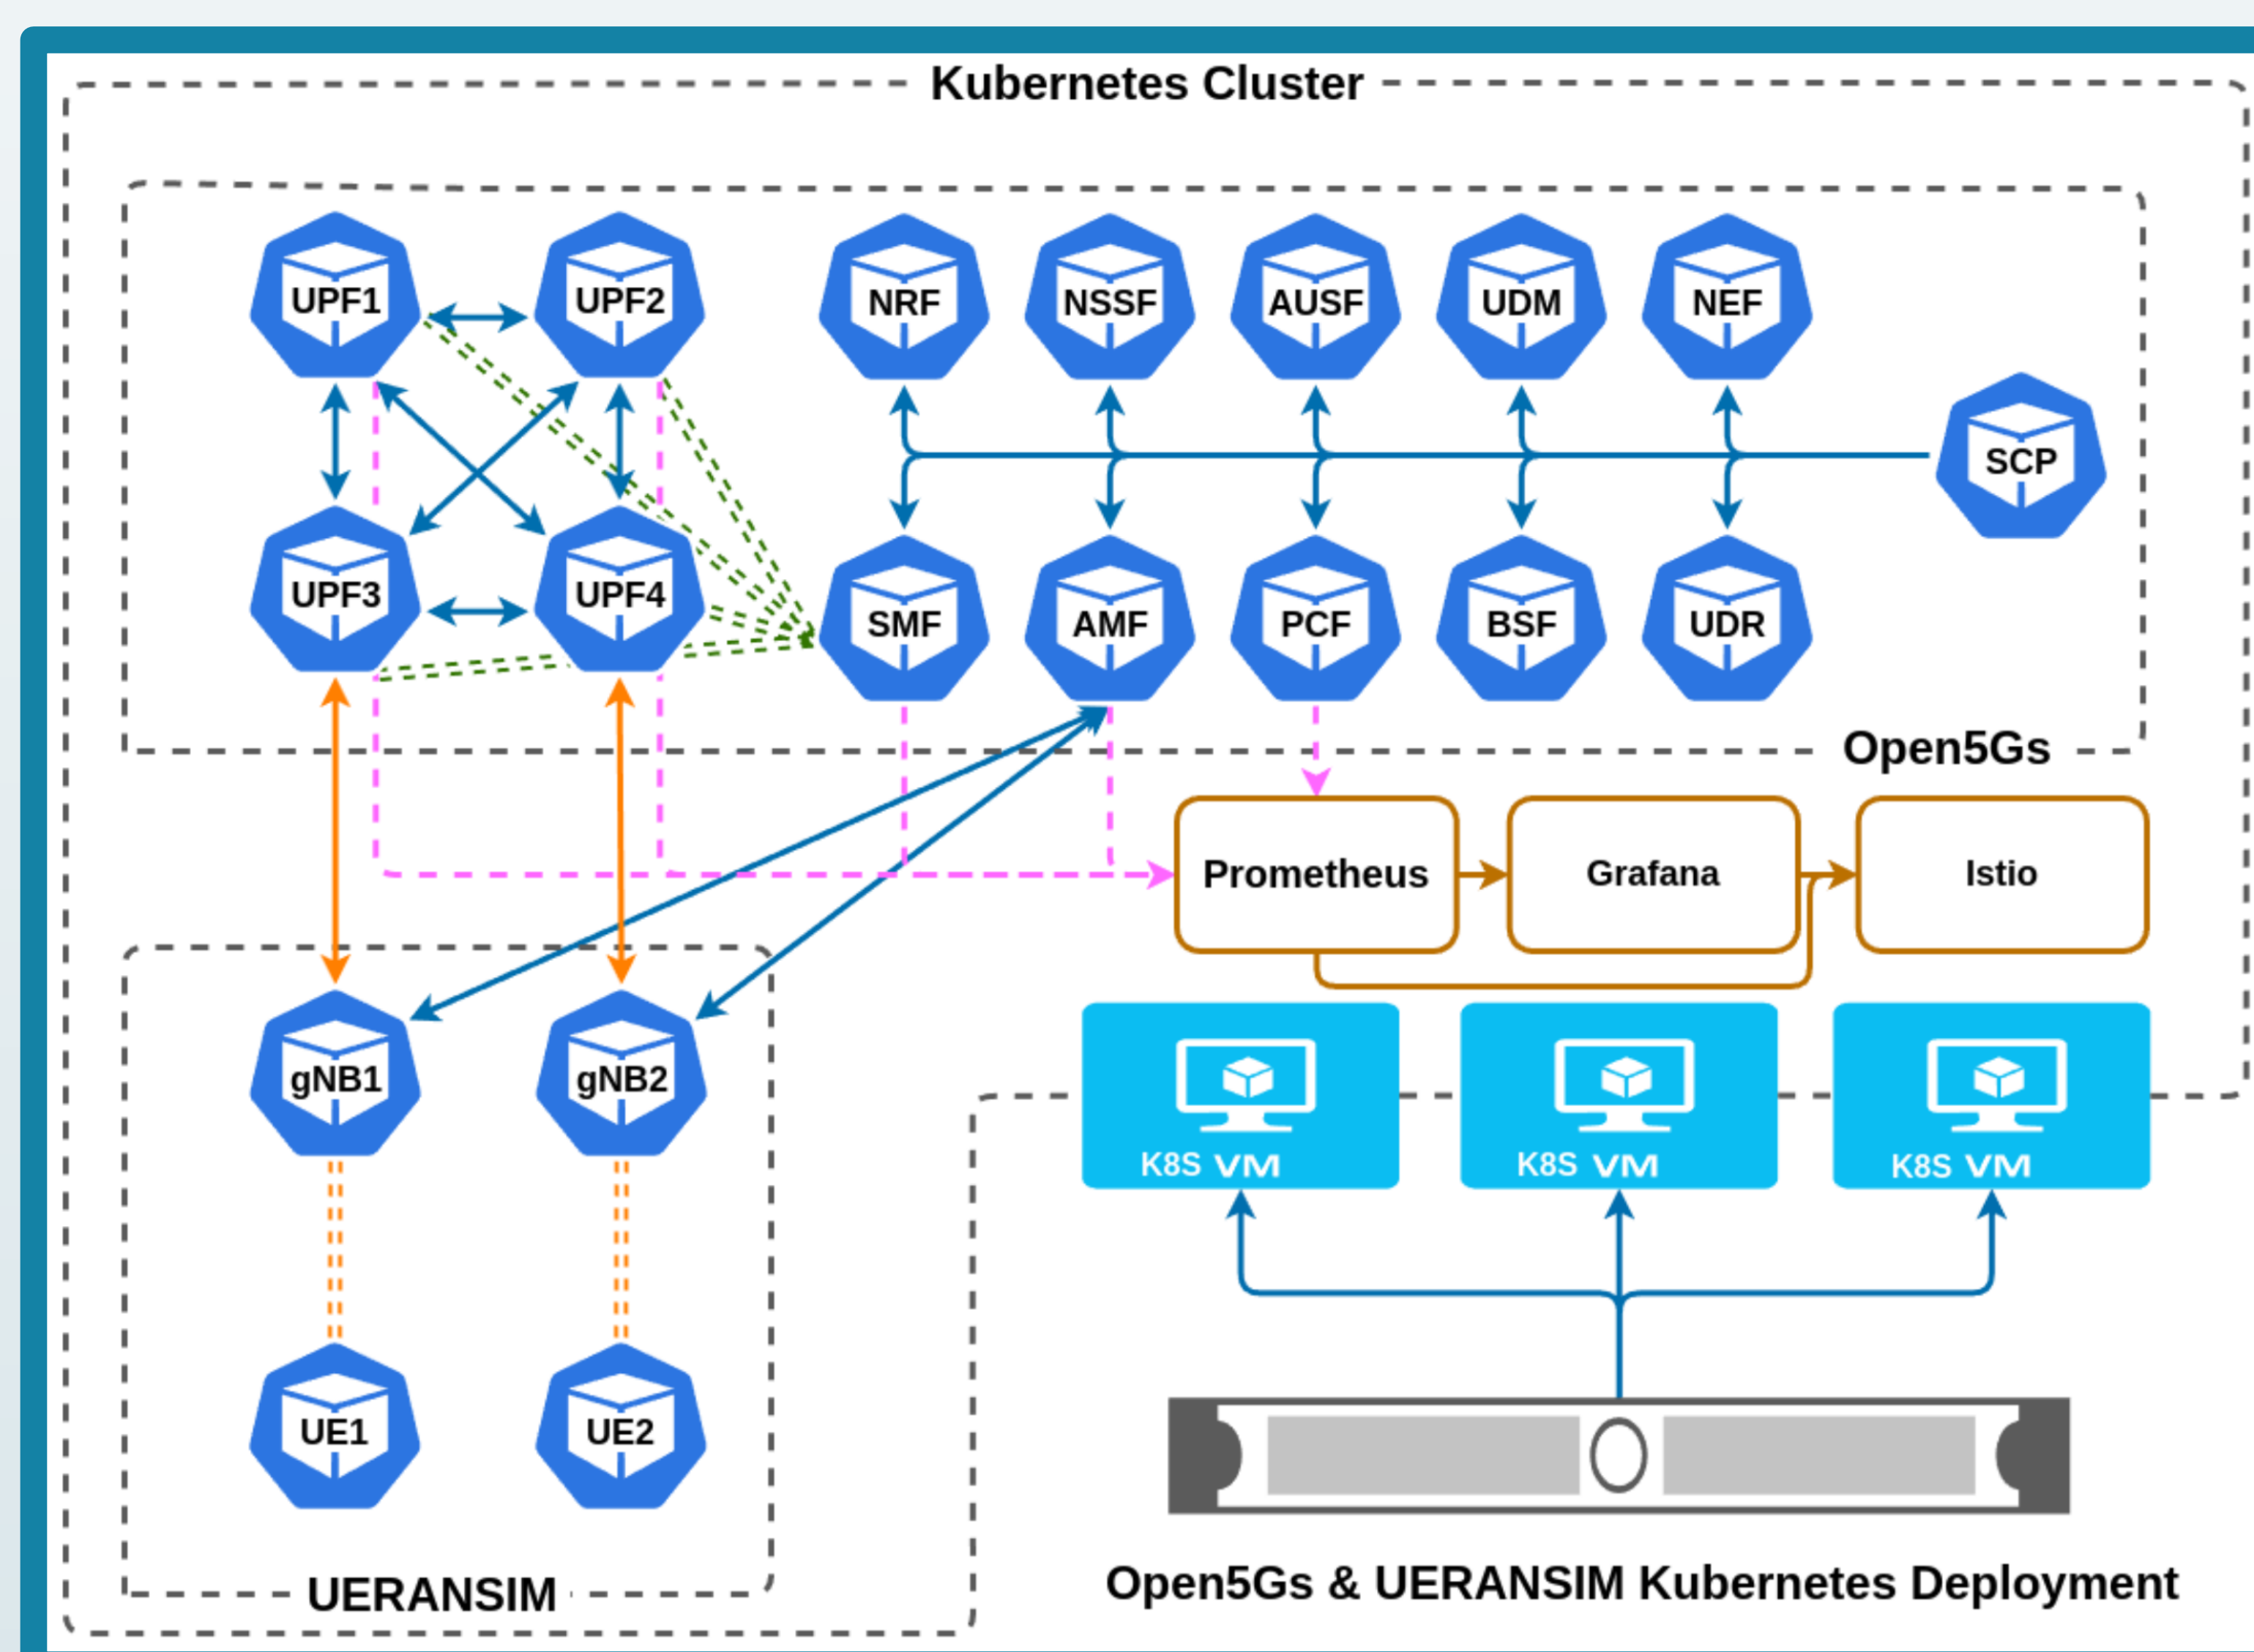 Kubernetes Cluster
UPF1
UPF2
NRF
NSSF
AUSF
UDM
NEF
SCP
UPF3
UPF4
SMF
AMF
PCF
BSF
UDR
Open5Gs
Prometheus
Grafana
Istio
gNB1
gNB2
K8S VM
K8S VM
K8S VM
UE1
UE2
UERANSIM
Open5Gs & UERANSIM Kubernetes Deployment